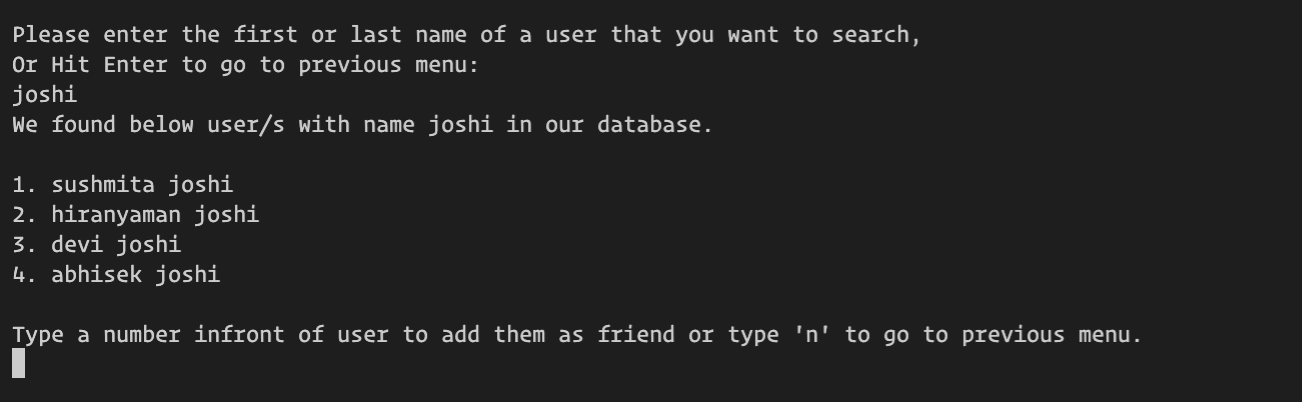 Please enter the first or last name of a user that you want to search,
Or Hit Enter to go to previous menu:
joshi
We found below user/s with name joshi in our database.
1. sushmita joshi
2. hiranyaman joshi
3. devi joshi
4. abhisek joshi
Type a number infront of user to add them as friend or type 'n' to go to previous menu.